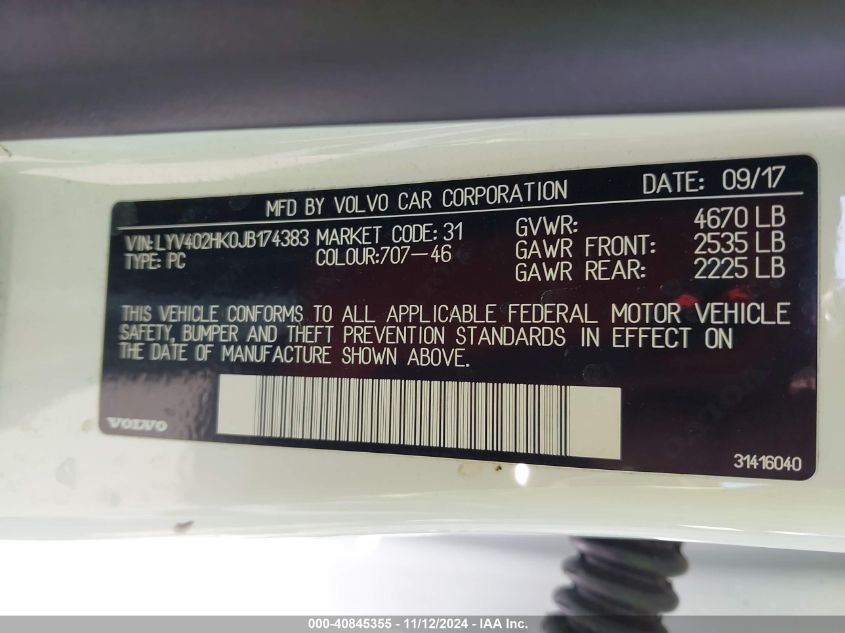 MFD BY VOLVO CAR CORPORATION DATE: 09/17
VIN:LYV402HK0JB174383 MARKET CODE: 31 GVWR: 4670 LB
TYPE: PC COLOUR:707-46 GAWR FRONT: 2535 LB
GAWR REAR: 2225 LB
THIS VEHICLE CONFORMS TO ALL APPLICABLE FEDERAL MOTOR VEHICLE
SAFETY, BUMPER AND THEFT PREVENTION STANDARDS IN EFFECT ON
THE DATE OF MANUFACTURE SHOWN ABOVE.
VOLVO
31416040
000-40845355 - 11/12/2024 - IAA Inc.